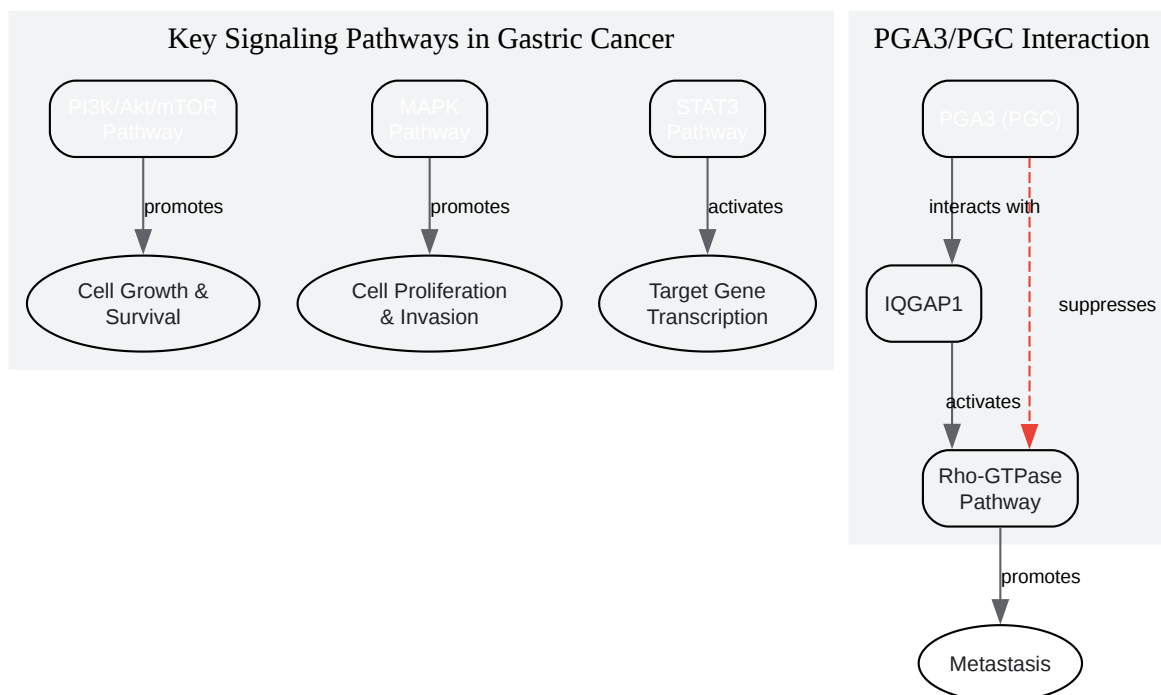 Key Signaling Pathways in Gastric Cancer
PI3K/Akt/mTOR
Pathway
promotes
Cell Growth &
Survival
MAPK
Pathway
promotes
Cell Proliferation
& Invasion
STAT3
Pathway
activates
Target Gene
Transcription
PGA3/PGC Interaction
PGA3 (PGC)
interacts with
IQGAP1
suppresses
activates
Rho-GTPase
Pathway
promotes
Metastasis